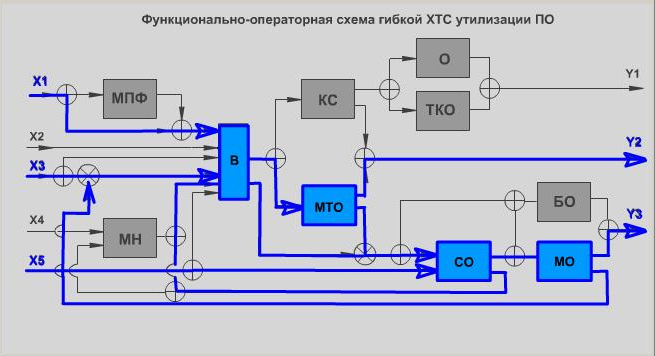 Функционально-операторная схема гибкой ХТС утилизации ПО
О
X1
КС
Y1
МПФ
ТКО
X2
В
Y2
X3
МТО
БО
Y3
X4
МН
X5
СО
МО